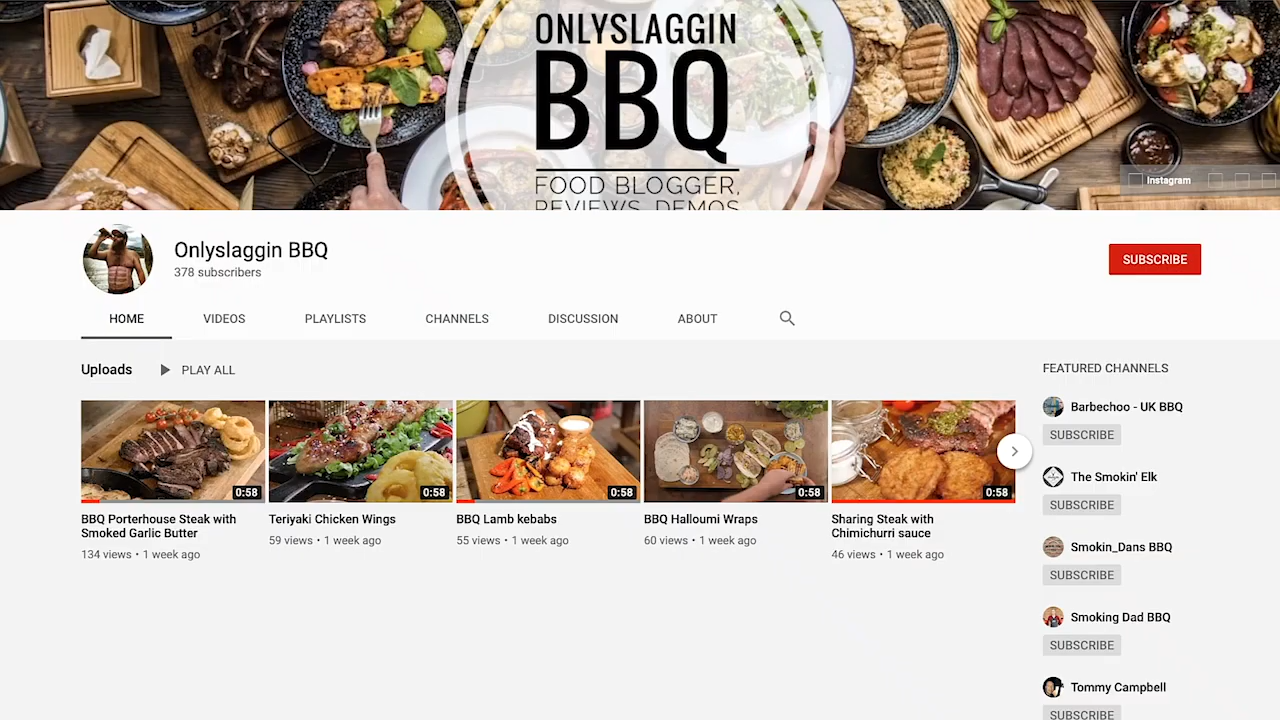 ONLYSLAGGIN
BBQ
FOOD BLOGGER,
REVIEWS, DEMOS
Instagram
Onlyslaggin BBQ
378 subscribers
SUBSCRIBE
HOME VIDEOS PLAYLISTS CHANNELS DISCUSSION ABOUT
Uploads PLAY ALL
0:58 0:58 0:58 0:58 0:58
BBQ Porterhouse Steak with
Smoked Garlic Butter
134 views • 1 week ago
Teriyaki Chicken Wings
59 views • 1 week ago
BBQ Lamb kebabs
55 views • 1 week ago
BBQ Halloumi Wraps
60 views • 1 week ago
Sharing Steak with
Chimichurri sauce
46 views • 1 week ago
FEATURED CHANNELS
Barbechoo - UK BBQ
SUBSCRIBE
The Smokin' Elk
SUBSCRIBE
Smokin_Dans BBQ
SUBSCRIBE
Smoking Dad BBQ
SUBSCRIBE
Tommy Campbell
SUBSCRIBE